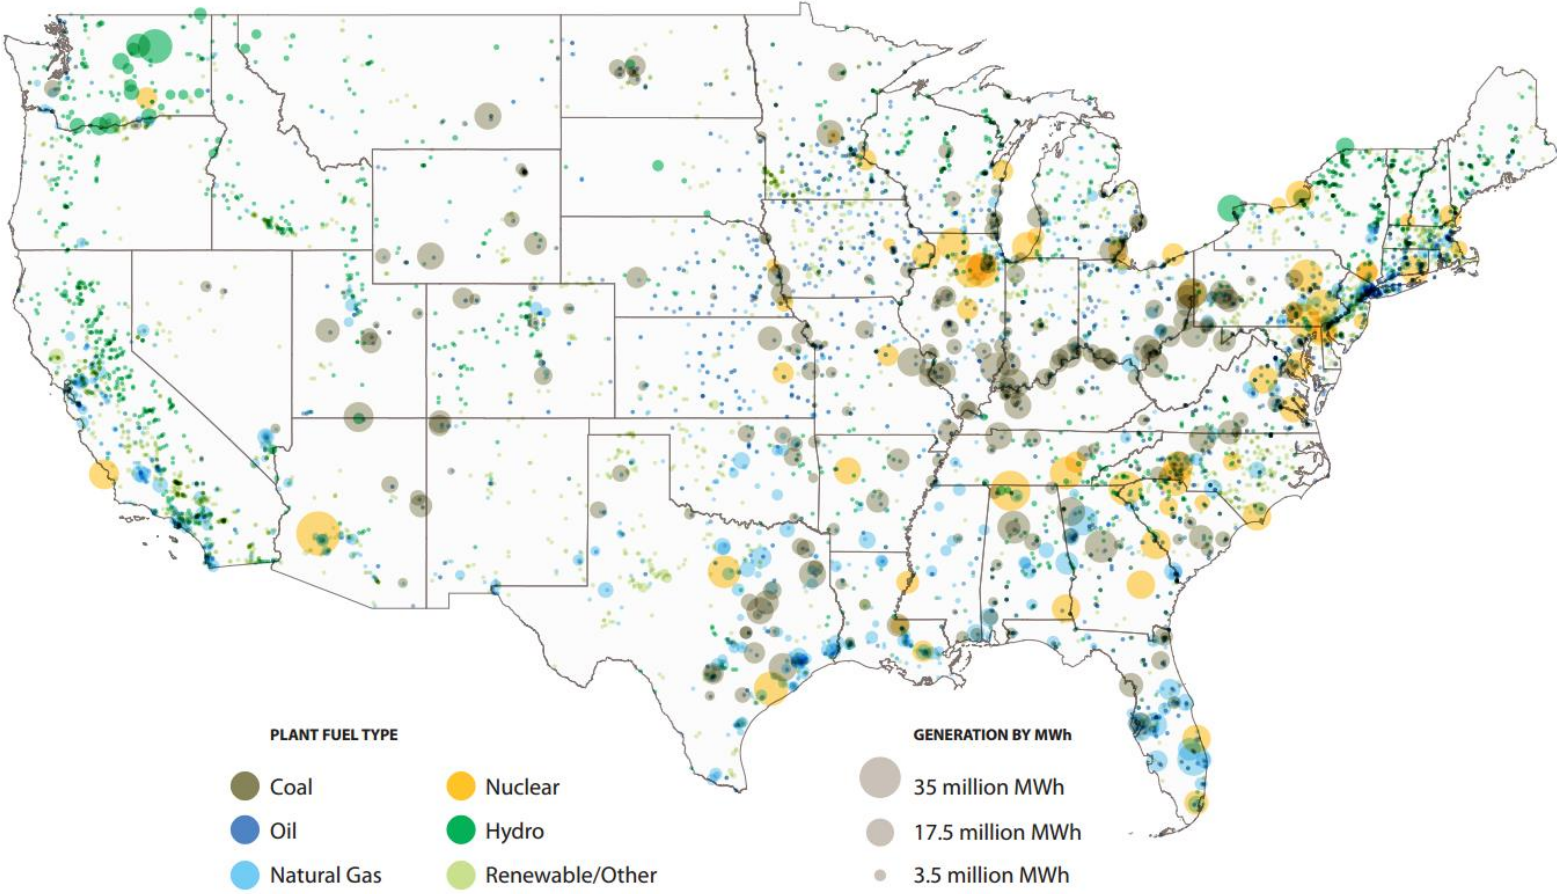 PLANT FUEL TYPE
Coal
Oil
Natural Gas
Nuclear
Hydro
Renewable/Other
GENERATION BY MWh
35 million MWh
17.5 million MWh
3.5 million MWh